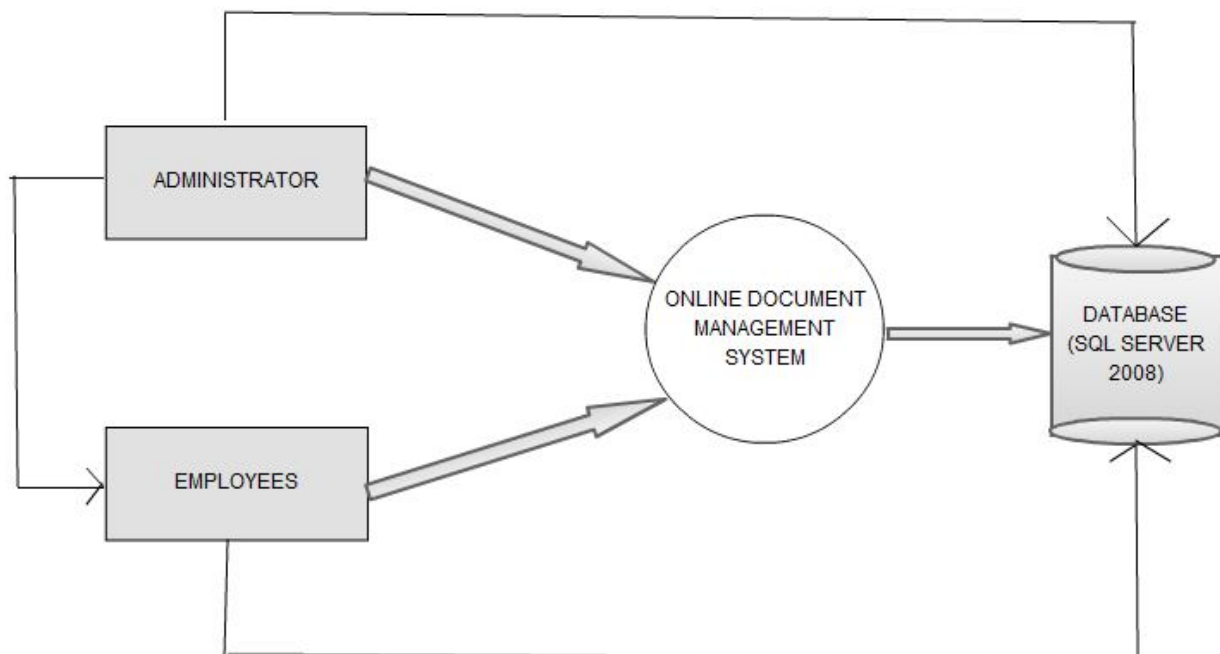 ADMINISTRATOR
ONLINE DOCUMENT
MANAGEMENT
SYSTEM
DATABASE
(SQL SERVER
2008)
EMPLOYEES